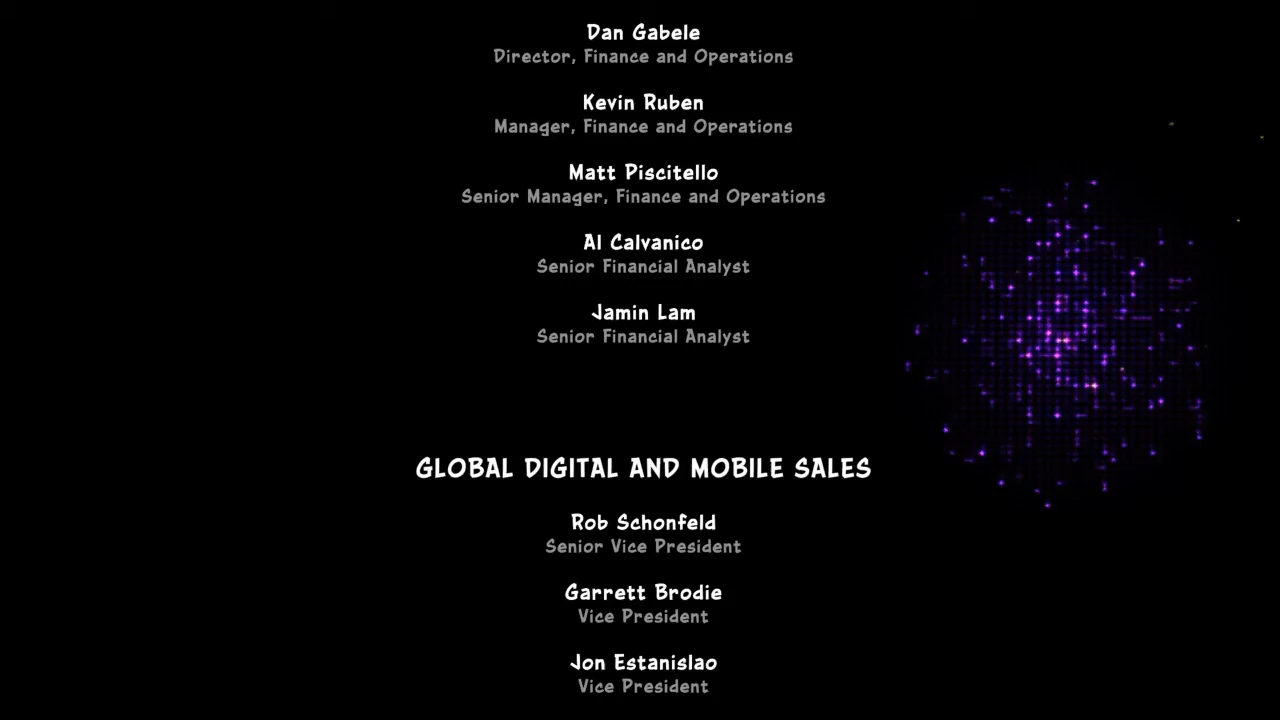 Dan Gabele
Director, Finance and Operations
Kevin Ruben
Manager, Finance and Operations
Matt Piscitello
Senior Manager, Finance and Operations
Al Calvanico
Senior Financial Analyst
Jamin Lam
Senior Financial Analyst
GLOBAL DIGITAL AND MOBILE SALES
Rob Schonfeld
Senior Vice President
Garrett Brodie
Vice President
Jon Estanislao
Vice President